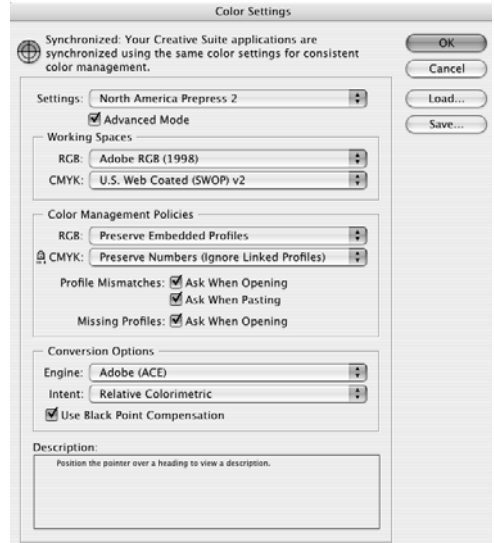 Color Settings
Synchronized: Your Creative Suite applications are
synchronized using the same color settings for consistent
color management.
OK
Cancel
Load...
Save...
Settings: North America Prepress 2
Advanced Mode
Working Spaces
RGB: Adobe RGB (1998)
CMYK: U.S. Web Coated (SWOP) v2
Color Management Policies
RGB: Preserve Embedded Profiles
CMYK: Preserve Numbers (Ignore Linked Profiles)
Profile Mismatches: Ask When Opening
Ask When Pasting
Missing Profiles: Ask When Opening
Conversion Options
Engine: Adobe (ACE)
Intent: Relative Colorimetric
Use Black Point Compensation
Description:
Position the pointer over a heading to view a description.